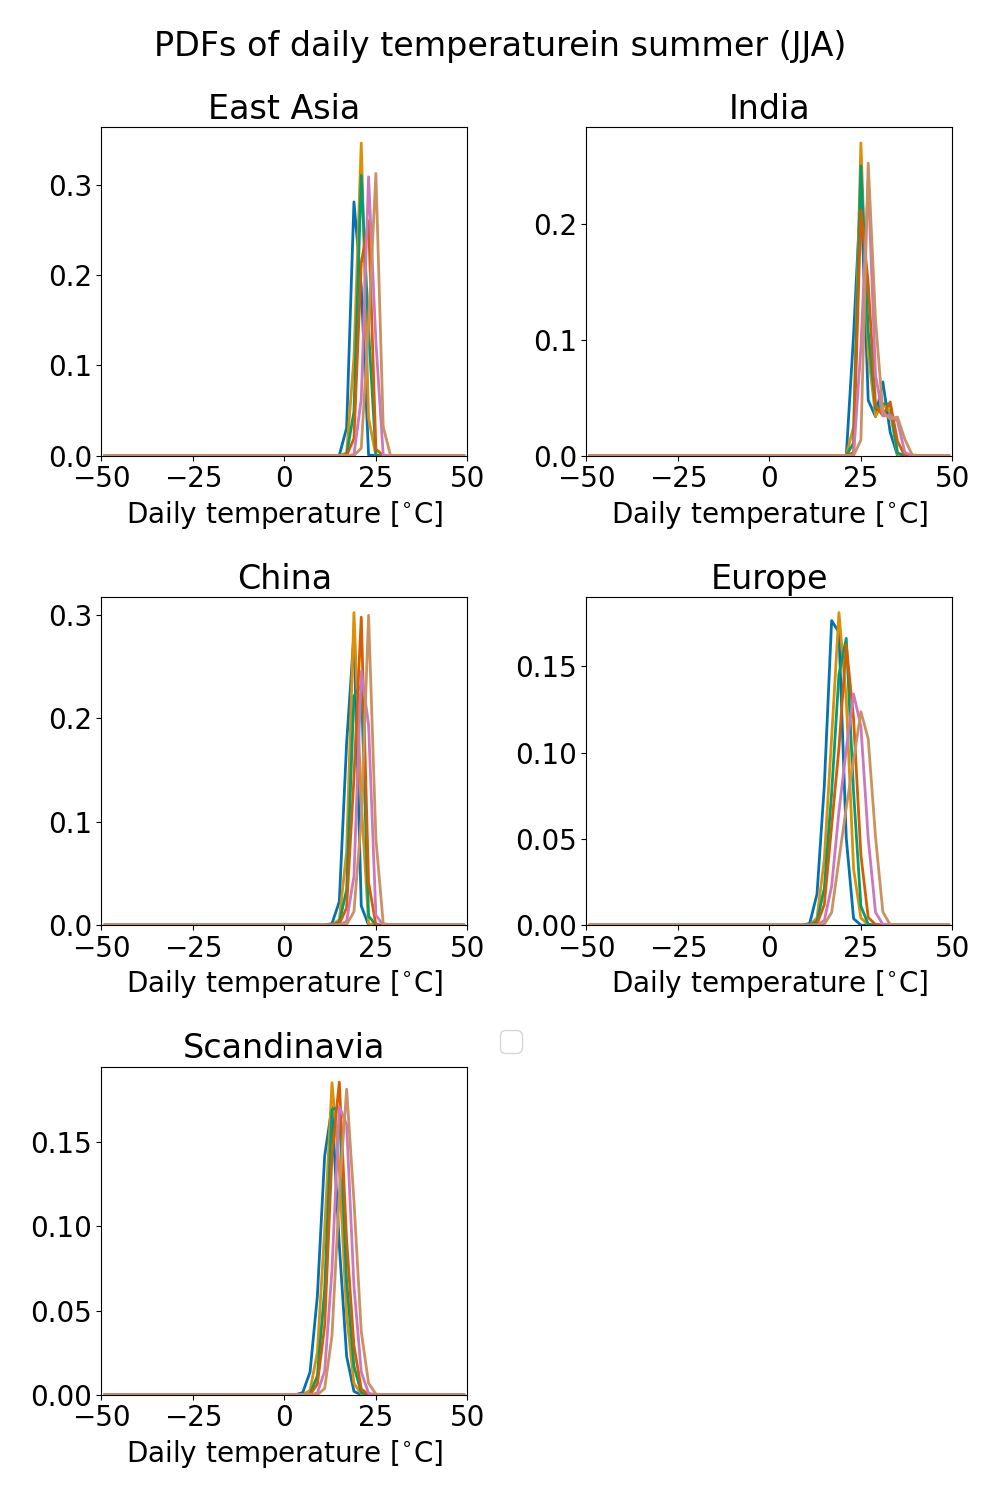 PDFs of daily temperaturein summer (JJA)
East Asia
0.3
0.2
0.1
0.0
−50 −25 0 25 50
Daily temperature [°C]
India
0.2
0.1
0.0
−50 −25 0 25 50
Daily temperature [°C]
China
0.3
0.2
0.1
0.0
−50 −25 0 25 50
Daily temperature [°C]
Europe
0.15
0.10
0.05
0.00
−50 −25 0 25 50
Daily temperature [°C]
Scandinavia
0.15
0.10
0.05
0.00
−50 −25 0 25 50
Daily temperature [°C]